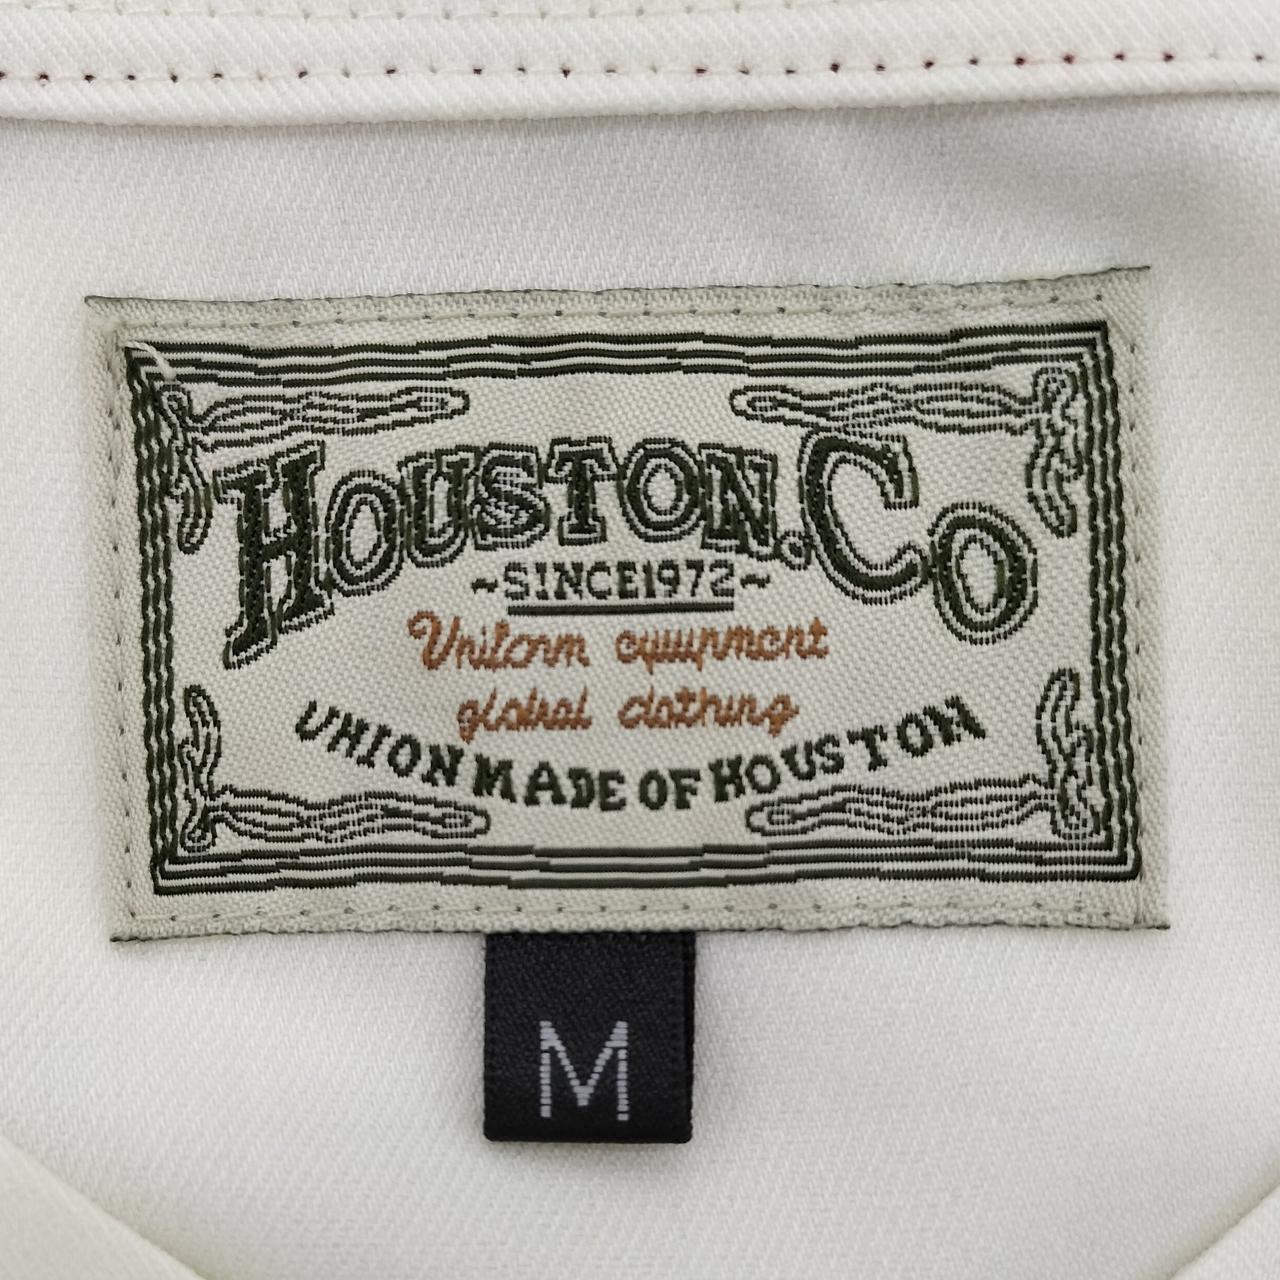 HOUSTON.CO
~SINCE1972~
Uniform equipment
global clothing
UNION MADE OF HOUSTON
M